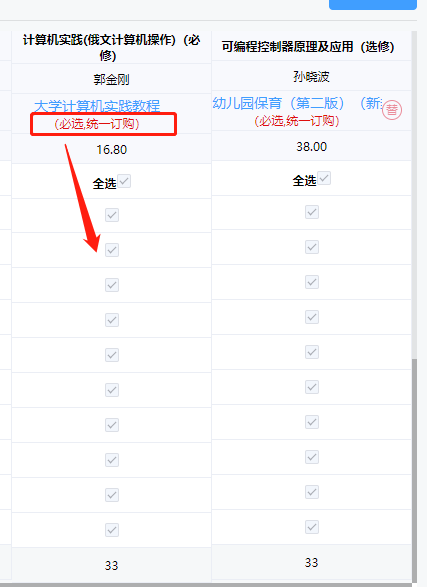 计算机实践(俄文计算机操作)（必
修）
可编程控制器原理及应用（选修）
郭金刚
孙晓波
大学计算机实践教程
(必选,统一订购)
幼儿园保育（第二版）（新
替
(必选,统一订购)
16.80
38.00
全选
全选
33
33